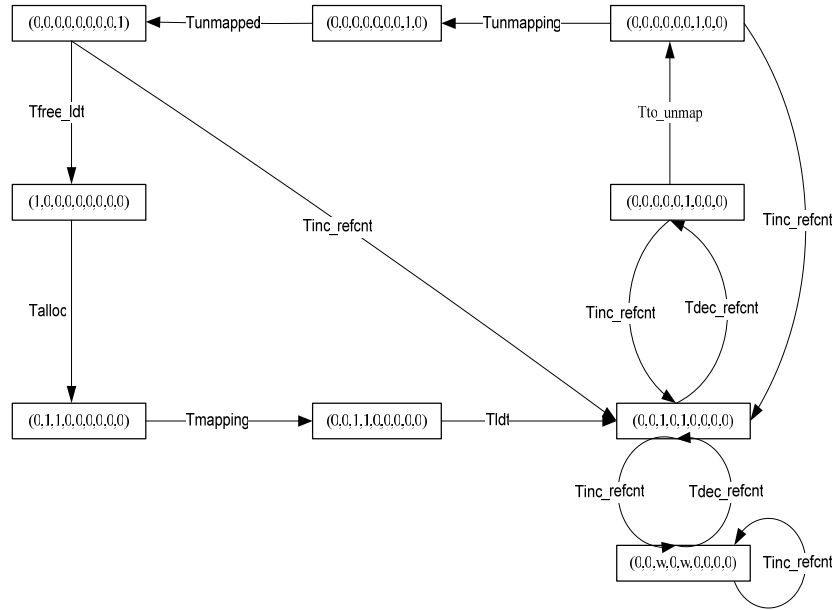 (0,0,0,0,0,0,0,0,1)
Tunmapped
(0,0,0,0,0,0,0,1,0)
Tunmapping
(0,0,0,0,0,0,1,0,0)
Tfree_ldt
Tto_unmap
(1,0,0,0,0,0,0,0,0)
(0,0,0,0,0,1,0,0,0)
Tinc_refcnt
Tinc_refcnt
Talloc
Tinc_refcnt
Tdec_refcnt
(0,1,1,0,0,0,0,0,0)
Tmapping
(0,0,1,1,0,0,0,0,0)
Tldt
(0,0,1,0,1,0,0,0,0)
Tinc_refcnt
Tdec_refcnt
(0,0,w,0,w,0,0,0,0)
Tinc_refcnt